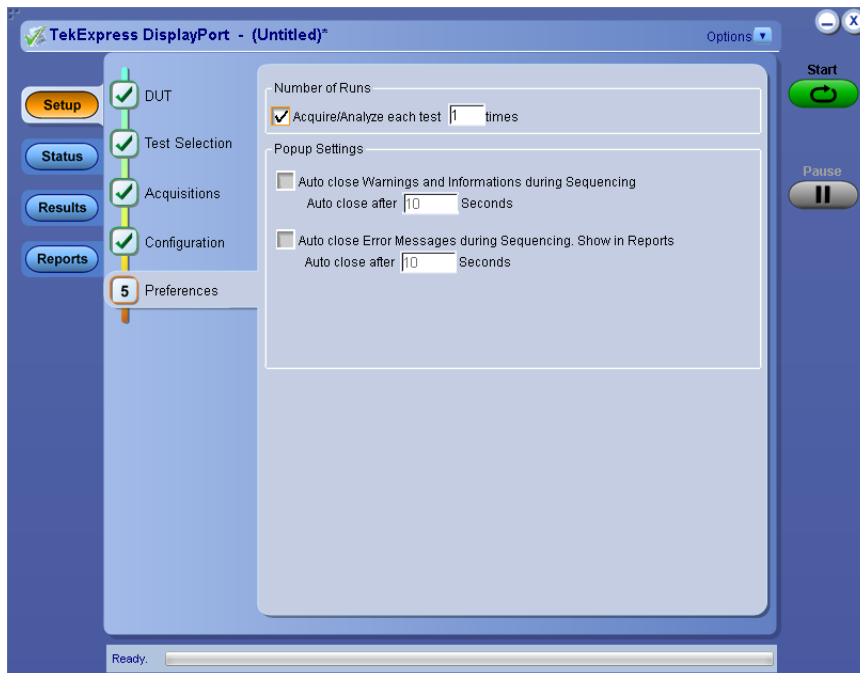 TekExpress DisplayPort - (Untitled)*
Options
X
Start
Pause
Setup
Status
Results
Reports
DUT
Test Selection
Acquisitions
Configuration
5 Preferences
Number of Runs
Acquire/Analyze each test 1 times
Popup Settings
Auto close Warnings and Informations during Sequencing
Auto close after 10 Seconds
Auto close Error Messages during Sequencing. Show in Reports
Auto close after 10 Seconds
Ready.